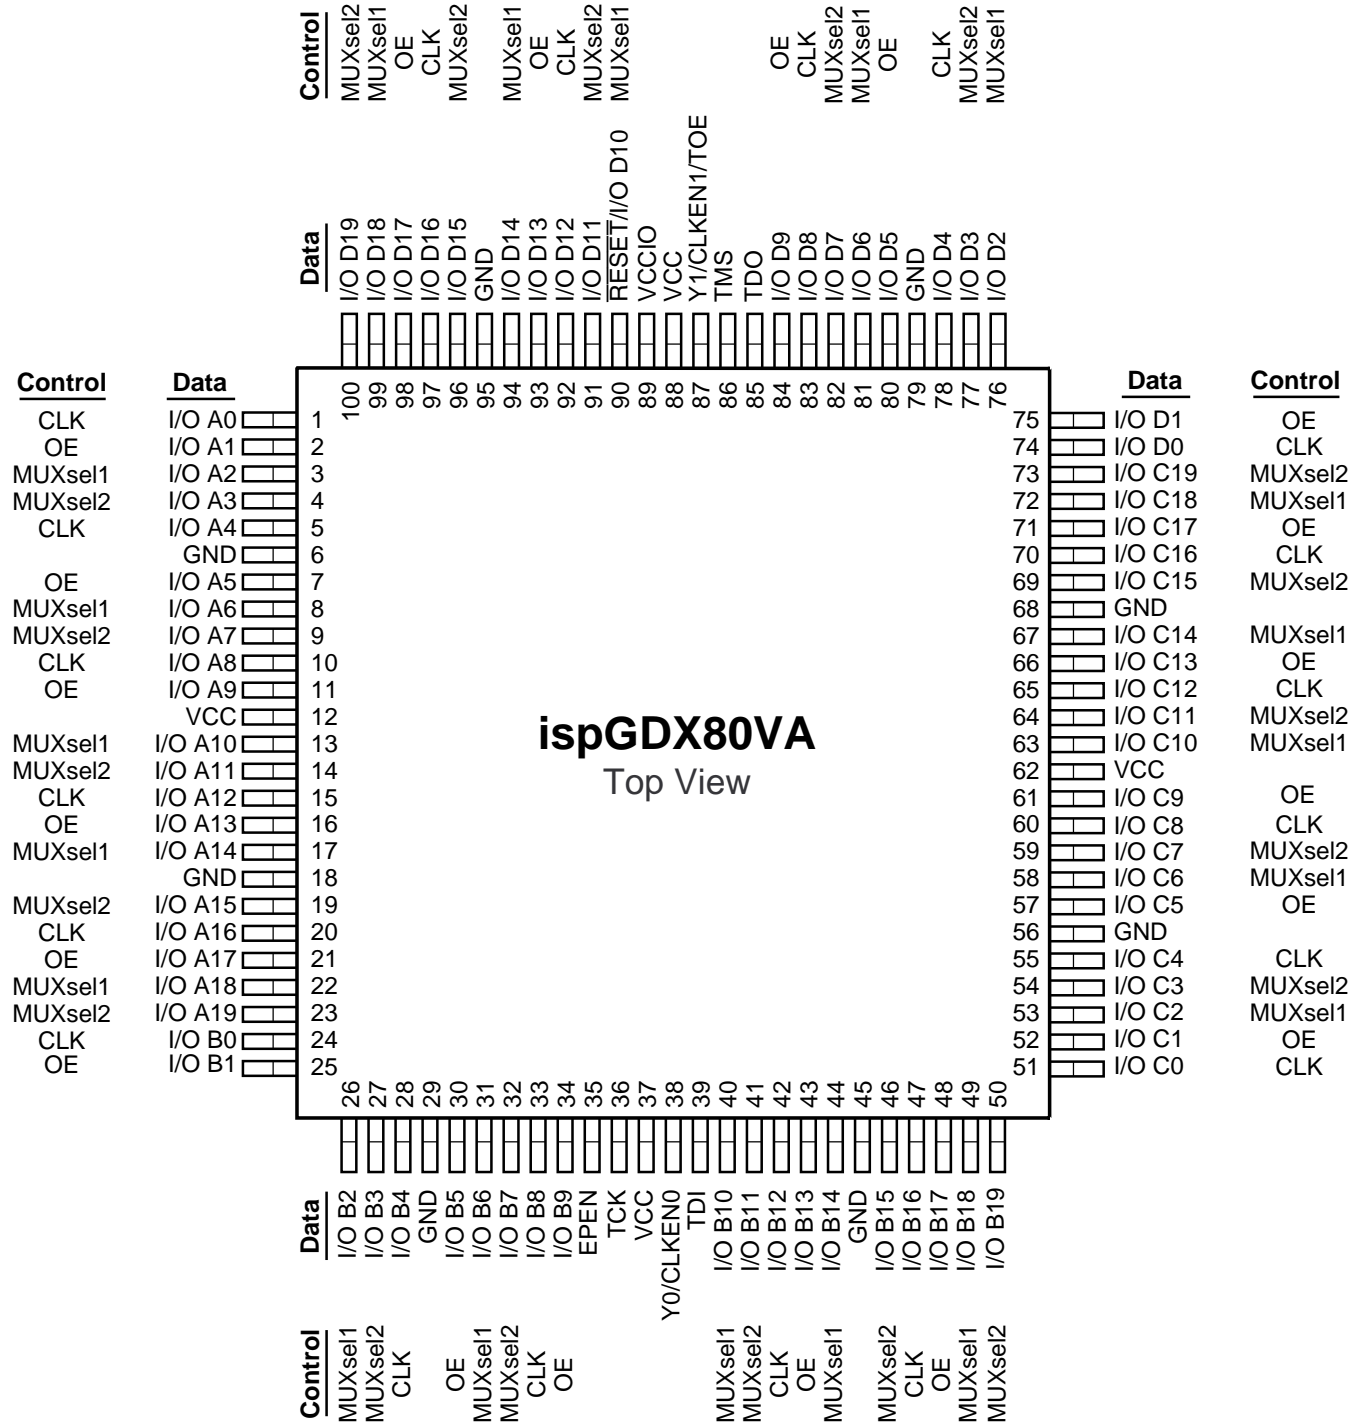 Control MUXsel2 MUXsel1 OE CLK MUXsel2 MUXsel1 OE CLK MUXsel2 MUXsel1 OE CLK MUXsel2 MUXsel1 OE CLK MUXsel2 MUXsel1
Data I/O D19 I/O D18 I/O D17 I/O D16 I/O D15 GND I/O D14 I/O D13 I/O D12 I/O D11 RESET/I/O D10 VCCIO VCC Y1/CLKEN1/TOE TMS TDO I/O D9 I/O D8 I/O D7 I/O D6 I/O D5 GND I/O D4 I/O D3 I/O D2
100 99 98 97 96 95 94 93 92 91 90 89 88 87 86 85 84 83 82 81 80 79 78 77 76
Control Data Data Control
CLK I/O A0 1 75 I/O D1 OE
OE I/O A1 2 74 I/O D0 CLK
MUXsel1 I/O A2 3 73 I/O C19 MUXsel2
MUXsel2 I/O A3 4 72 I/O C18 MUXsel1
CLK I/O A4 5 71 I/O C17 OE
GND 6 70 I/O C16 CLK
OE I/O A5 7 69 I/O C15 MUXsel2
MUXsel1 I/O A6 8 68 GND
MUXsel2 I/O A7 9 67 I/O C14 MUXsel1
CLK I/O A8 10 66 I/O C13 OE
OE I/O A9 11 65 I/O C12 CLK
VCC 12 64 I/O C11 MUXsel2
MUXsel1 I/O A10 13 63 I/O C10 MUXsel1
MUXsel2 I/O A11 14 62 VCC
CLK I/O A12 15 61 I/O C9 OE
OE I/O A13 16 60 I/O C8 CLK
MUXsel1 I/O A14 17 59 I/O C7 MUXsel2
GND 18 58 I/O C6 MUXsel1
MUXsel2 I/O A15 19 57 I/O C5 OE
CLK I/O A16 20 56 GND
OE I/O A17 21 55 I/O C4 CLK
MUXsel1 I/O A18 22 54 I/O C3 MUXsel2
MUXsel2 I/O A19 23 53 I/O C2 MUXsel1
CLK I/O B0 24 52 I/O C1 OE
OE I/O B1 25 51 I/O C0 CLK
ispGDX80VA
Top View
26 27 28 29 30 31 32 33 34 35 36 37 38 39 40 41 42 43 44 45 46 47 48 49 50
Data I/O B2 I/O B3 I/O B4 GND I/O B5 I/O B6 I/O B7 I/O B8 I/O B9 EPEN TCK VCC Y0/CLKEN0 TDI I/O B10 I/O B11 I/O B12 I/O B13 I/O B14 GND I/O B15 I/O B16 I/O B17 I/O B18 I/O B19
Control MUXsel1 MUXsel2 CLK OE MUXsel1 MUXsel2 CLK OE MUXsel1 MUXsel2 CLK OE MUXsel1 MUXsel2 CLK OE MUXsel1 MUXsel2